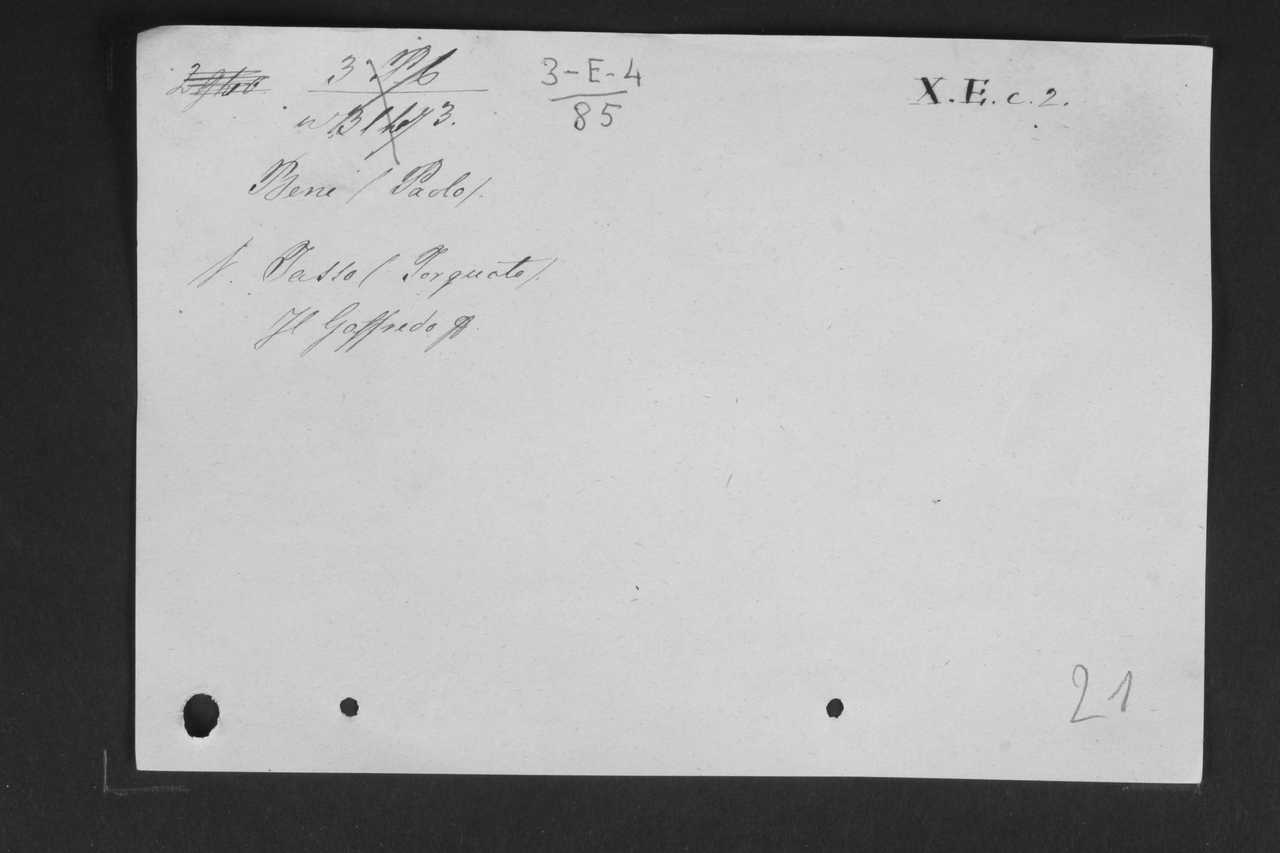 3-E-4
85
X.E.c.2.
Beni (Paolo).
V. Tasso (Torquato).
Il Goffredo
21